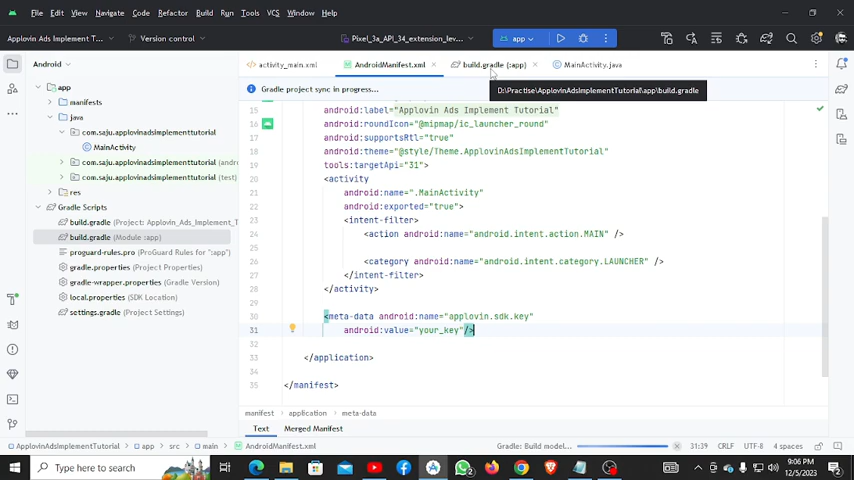 File Edit View Navigate Code Refactor Build Run Tools VCS Window Help
Applovin Ads Implement T... Version control Pixel_3a_API_34_extension_lev... app
Android
activity_main.xml AndroidManifest.xml build.gradle (:app) MainActivity.java
Gradle project sync in progress...
D:\Practise\ApplovinAdsImplementTutorial\app\build.gradle
app
manifests
java
com.saju.applovinadsimplementtutorial
MainActivity
com.saju.applovinadsimplementtutorial (andro
com.saju.applovinadsimplementtutorial (test)
res
Gradle Scripts
build.gradle (Project: Applovin_Ads_Implement_T
build.gradle (Module :app)
proguard-rules.pro (ProGuard Rules for ":app")
gradle.properties (Project Properties)
gradle-wrapper.properties (Gradle Version)
local.properties (SDK Location)
settings.gradle (Project Settings)
15 android:label="Applovin Ads Implement Tutorial"
16 android:roundIcon="@mipmap/ic_launcher_round"
17 android:supportsRtl="true"
18 android:theme="@style/Theme.ApplovinAdsImplementTutorial"
19 tools:targetApi="31">
20 <activity
21 android:name=".MainActivity"
22 android:exported="true">
23 <intent-filter>
24 <action android:name="android.intent.action.MAIN" />
25
26 <category android:name="android.intent.category.LAUNCHER" />
27 </intent-filter>
28 </activity>
29
30 <meta-data android:name="applovin.sdk.key"
31 android:value="your_key"/>
32
33 </application>
34
35 </manifest>
manifest application meta-data
Text Merged Manifest
ApplovinAdsImplementTutorial app src main AndroidManifest.xml Gradle: Build model... 31:39 CRLF UTF-8 4 spaces
Type here to search
9:06 PM
12/5/2023